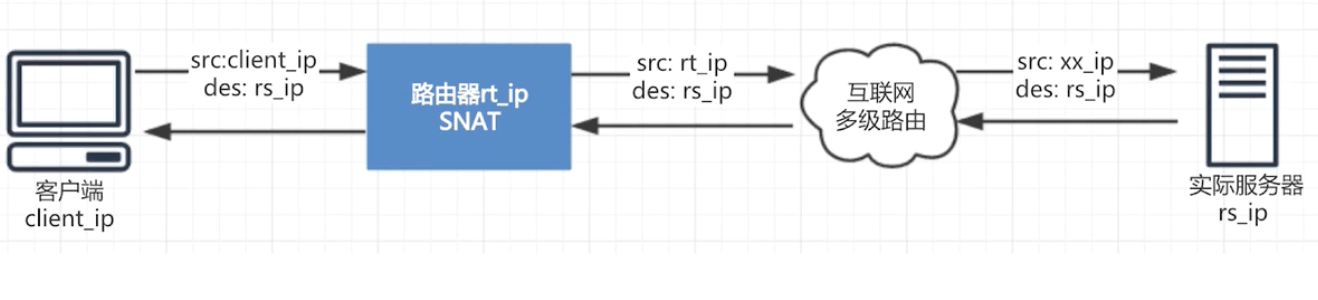 src:client_ip
des: rs_ip
路由器rt_ip
SNAT
src: rt_ip
des: rs_ip
互联网
多级路由
src: xx_ip
des: rs_ip
客户端
client_ip
实际服务器
rs_ip